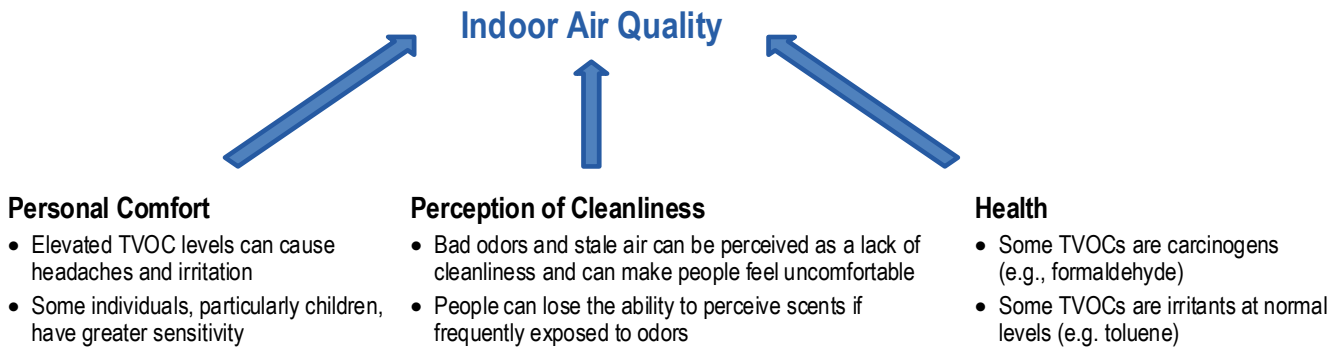 Indoor Air Quality
Personal Comfort
• Elevated TVOC levels can cause
headaches and irritation
• Some individuals, particularly children,
have greater sensitivity
Perception of Cleanliness
• Bad odors and stale air can be perceived as a lack of
cleanliness and can make people feel uncomfortable
• People can lose the ability to perceive scents if
frequently exposed to odors
Health
• Some TVOCs are carcinogens
(e.g., formaldehyde)
• Some TVOCs are irritants at normal
levels (e.g. toluene)